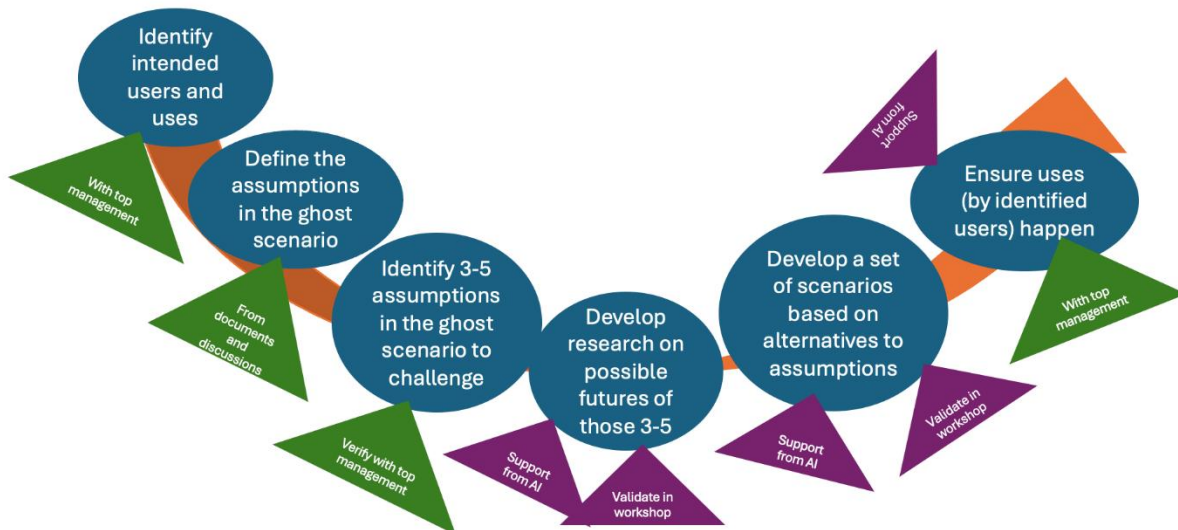 Identify
intended
users and
uses
With top
management
Define the
assumptions
in the ghost
scenario
From
documents
and
discussions
Identify 3-5
assumptions
in the ghost
scenario to
challenge
Verify with top
management
Develop
research on
possible
futures of
those 3-5
Support
from AI
Validate in
workshop
Develop a set
of scenarios
based on
alternatives to
assumptions
Support
from AI
Validate in
workshop
Ensure uses
(by identified
users) happen
Support
from AI
With top
management